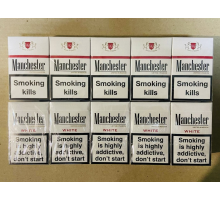 Manchester Manchester Manchester Manchester Manchester
Smoking Smoking Smoking Smoking Smoking
kills kills kills kills kills
Manchester Manchester Manchester Manchester Manchester
WHITE WHITE WHITE WHITE WHITE
Smoking Smoking Smoking Smoking Smoking
is highly is highly is highly is highly is highly
addictive, addictive, addictive, addictive, addictive,
don't start don't start don't start don't start don't start